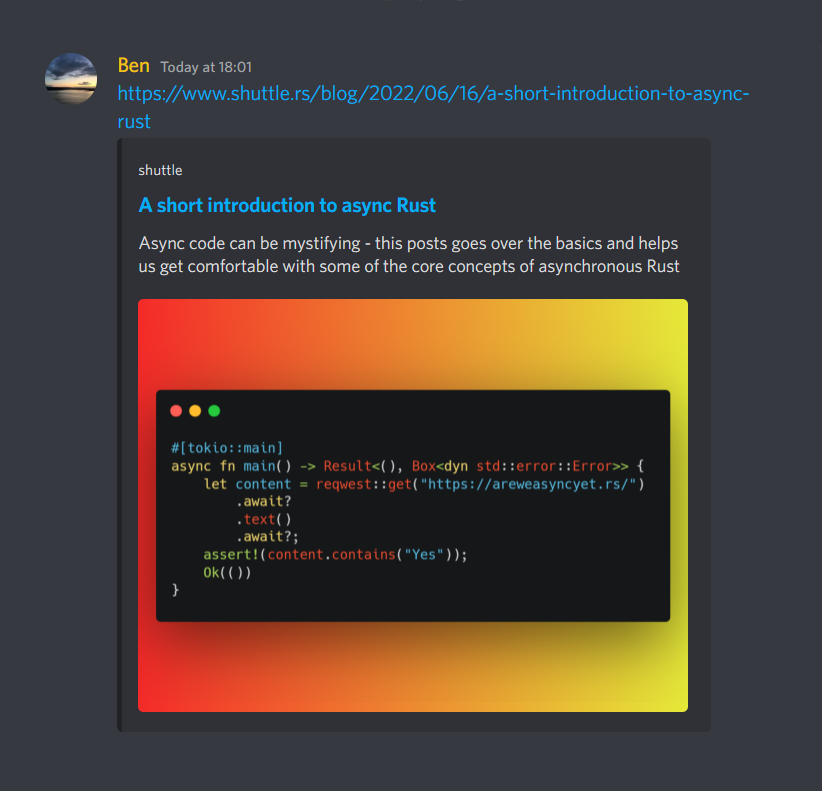 Ben Today at 18:01
https://www.shuttle.rs/blog/2022/06/16/a-short-introduction-to-async-
rust
shuttle
A short introduction to async Rust
Async code can be mystifying - this posts goes over the basics and helps
us get comfortable with some of the core concepts of asynchronous Rust
#[tokio::main]
async fn main() -> Result<(), Box<dyn std::error::Error>> {
    let content = reqwest::get("https://areweasyncyet.rs/")
        .await?
        .text()
        .await?;
    assert!(content.contains("Yes"));
    Ok(())
}